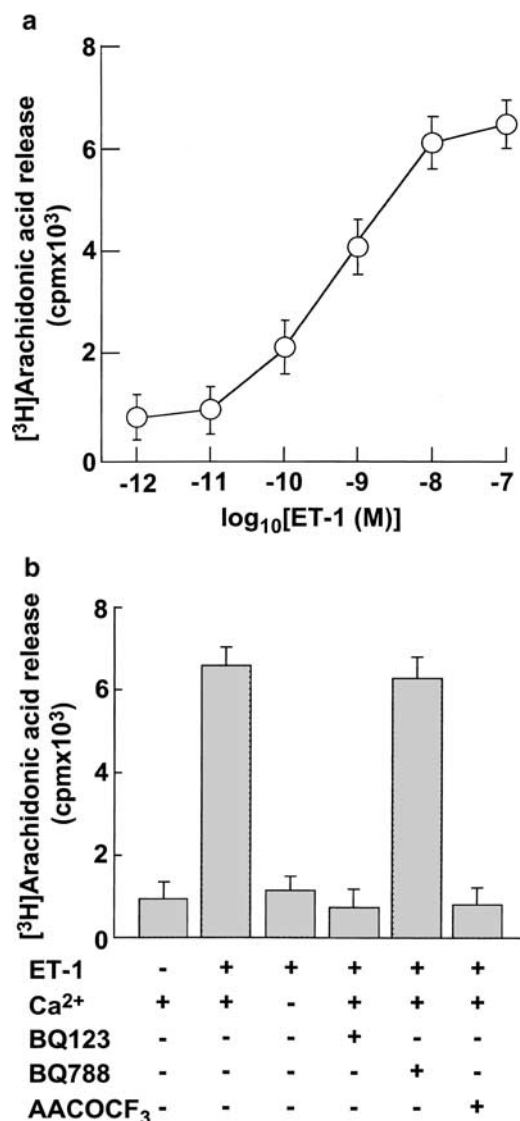 a
[³H]Arachidonic acid release
(cpmx10³)
8
6
4
2
0
-12 -11 -10 -9 -8 -7
log₁₀[ET-1 (M)]
b
[³H]Arachidonic acid release
(cpmx10³)
8
6
4
2
0
ET-1 - + + + + +
Ca²⁺ + + - + + +
BQ123 - - - + - -
BQ788 - - - - + -
AACOCF₃ - - - - - +